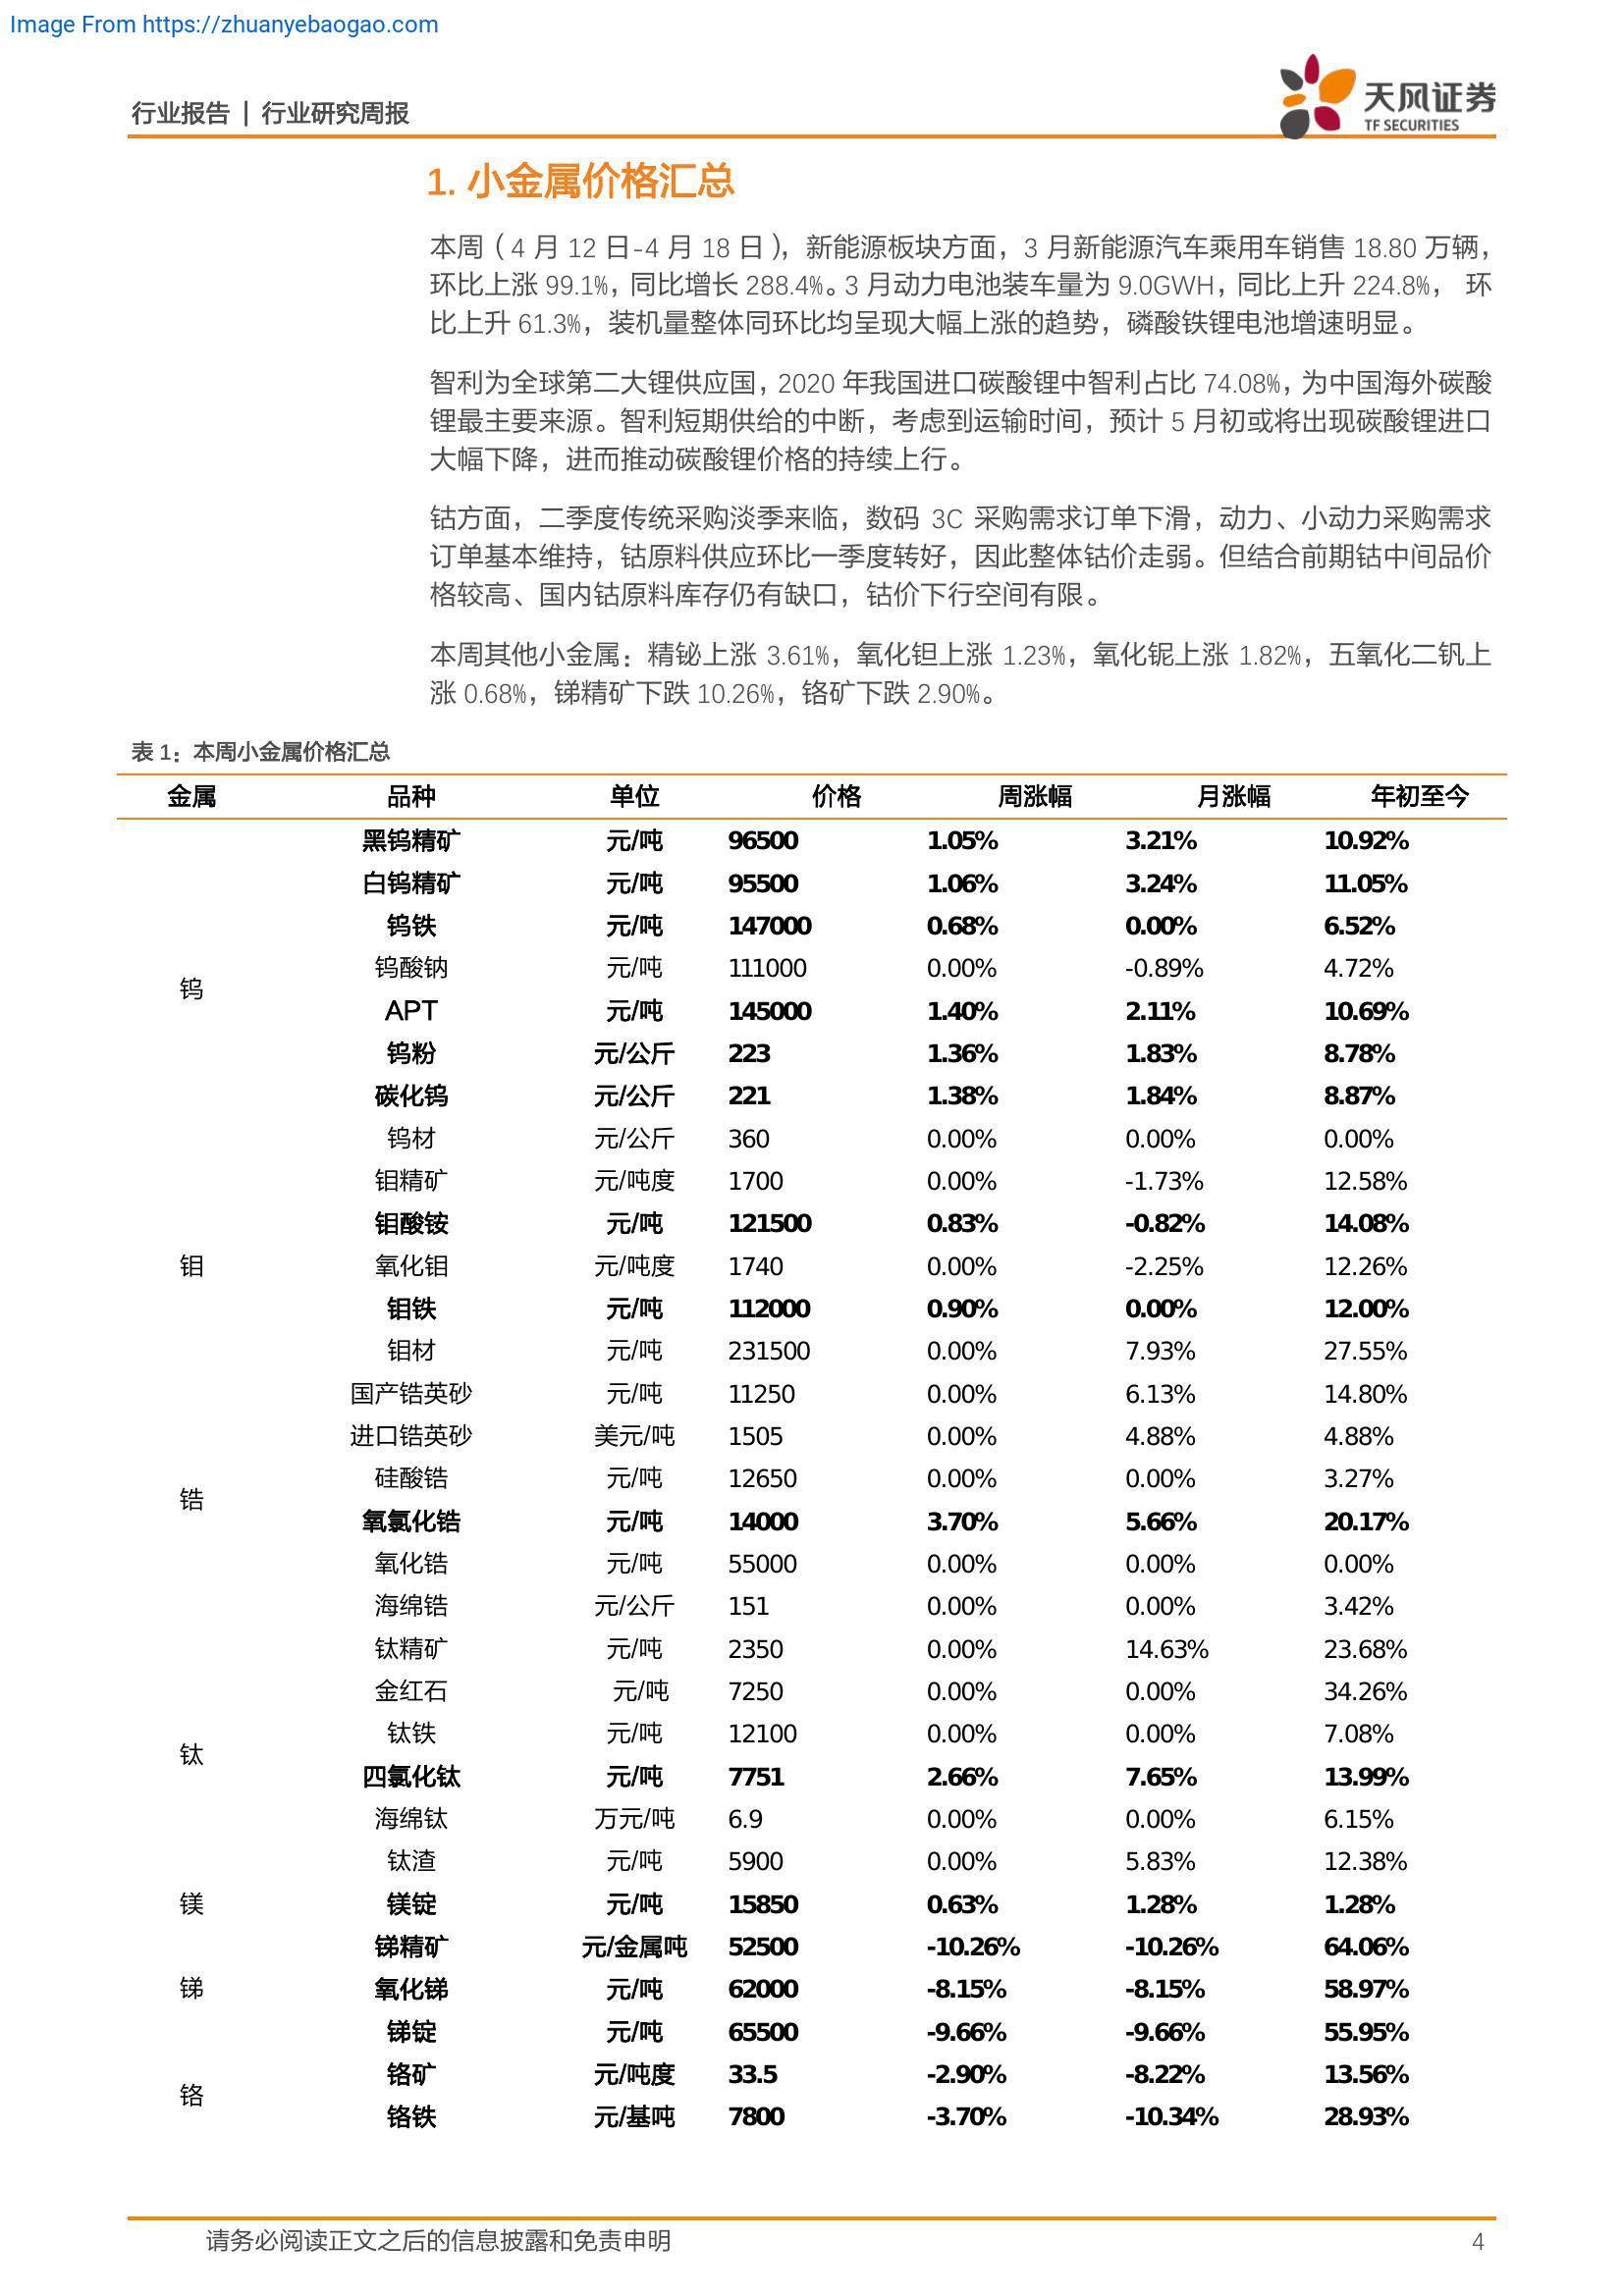 Image From https://zhuanyebaogao.com
行业报告 | 行业研究周报
天风证券
TF SECURITIES
1. 小金属价格汇总
本周（4 月 12 日-4 月 18 日），新能源板块方面，3 月新能源汽车乘用车销售 18.80 万辆，
环比上涨 99.1%，同比增长 288.4%。3 月动力电池装车量为 9.0GWH，同比上升 224.8%， 环
比上升 61.3%，装机量整体同环比均呈现大幅上涨的趋势，磷酸铁锂电池增速明显。
智利为全球第二大锂供应国，2020 年我国进口碳酸锂中智利占比 74.08%，为中国海外碳酸
锂最主要来源。智利短期供给的中断，考虑到运输时间，预计 5 月初或将出现碳酸锂进口
大幅下降，进而推动碳酸锂价格的持续上行。
钴方面，二季度传统采购淡季来临，数码 3C 采购需求订单下滑，动力、小动力采购需求
订单基本维持，钴原料供应环比一季度转好，因此整体钴价走弱。但结合前期钴中间品价
格较高、国内钴原料库存仍有缺口，钴价下行空间有限。
本周其他小金属：精铋上涨 3.61%，氧化钽上涨 1.23%，氧化铌上涨 1.82%，五氧化二钒上
涨 0.68%，锑精矿下跌 10.26%，铬矿下跌 2.90%。
表 1：本周小金属价格汇总
金属 品种 单位 价格 周涨幅 月涨幅 年初至今
黑钨精矿 元/吨 96500 1.05% 3.21% 10.92%
白钨精矿 元/吨 95500 1.06% 3.24% 11.05%
钨铁 元/吨 147000 0.68% 0.00% 6.52%
钨酸钠 元/吨 111000 0.00% -0.89% 4.72%
钨
APT 元/吨 145000 1.40% 2.11% 10.69%
钨粉 元/公斤 223 1.36% 1.83% 8.78%
碳化钨 元/公斤 221 1.38% 1.84% 8.87%
钨材 元/公斤 360 0.00% 0.00% 0.00%
钼精矿 元/吨度 1700 0.00% -1.73% 12.58%
钼酸铵 元/吨 121500 0.83% -0.82% 14.08%
钼 氧化钼 元/吨度 1740 0.00% -2.25% 12.26%
钼铁 元/吨 112000 0.90% 0.00% 12.00%
钼材 元/吨 231500 0.00% 7.93% 27.55%
国产锆英砂 元/吨 11250 0.00% 6.13% 14.80%
进口锆英砂 美元/吨 1505 0.00% 4.88% 4.88%
硅酸锆 元/吨 12650 0.00% 0.00% 3.27%
锆
氧氯化锆 元/吨 14000 3.70% 5.66% 20.17%
氧化锆 元/吨 55000 0.00% 0.00% 0.00%
海绵锆 元/公斤 151 0.00% 0.00% 3.42%
钛精矿 元/吨 2350 0.00% 14.63% 23.68%
金红石 元/吨 7250 0.00% 0.00% 34.26%
钛铁 元/吨 12100 0.00% 0.00% 7.08%
钛
四氯化钛 元/吨 7751 2.66% 7.65% 13.99%
海绵钛 万元/吨 6.9 0.00% 0.00% 6.15%
钛渣 元/吨 5900 0.00% 5.83% 12.38%
镁 镁锭 元/吨 15850 0.63% 1.28% 1.28%
锑精矿 元/金属吨 52500 -10.26% -10.26% 64.06%
锑 氧化锑 元/吨 62000 -8.15% -8.15% 58.97%
锑锭 元/吨 65500 -9.66% -9.66% 55.95%
铬矿 元/吨度 33.5 -2.90% -8.22% 13.56%
铬
铬铁 元/基吨 7800 -3.70% -10.34% 28.93%
请务必阅读正文之后的信息披露和免责申明 4